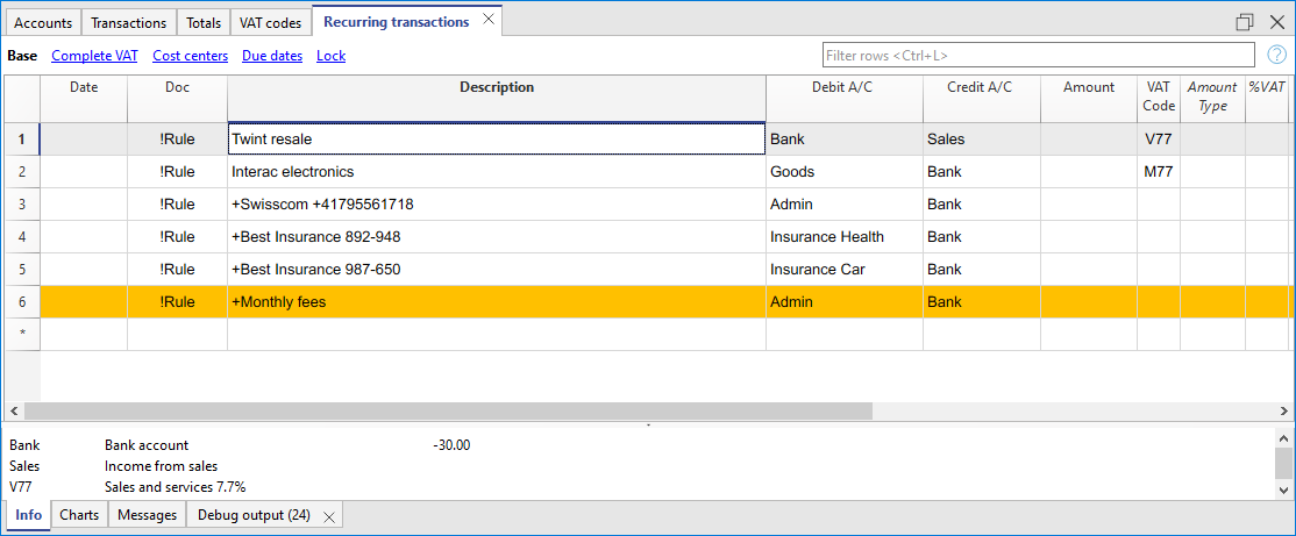 Accounts Transactions Totals VAT codes Recurring transactions
Base Complete VAT Cost centers Due dates Lock Filter rows <Ctrl+L> ?
Date Doc Description Debit A/C Credit A/C Amount VAT Code Amount Type %VAT
1 !Rule Twint resale Bank Sales V77
2 !Rule Interac electronics Goods Bank M77
3 !Rule +Swisscom +41795561718 Admin Bank
4 !Rule +Best Insurance 892-948 Insurance Health Bank
5 !Rule +Best Insurance 987-650 Insurance Car Bank
6 !Rule +Monthly fees Admin Bank
*
Bank Bank account -30.00
Sales Income from sales
V77 Sales and services 7.7%
Info Charts Messages Debug output (24)